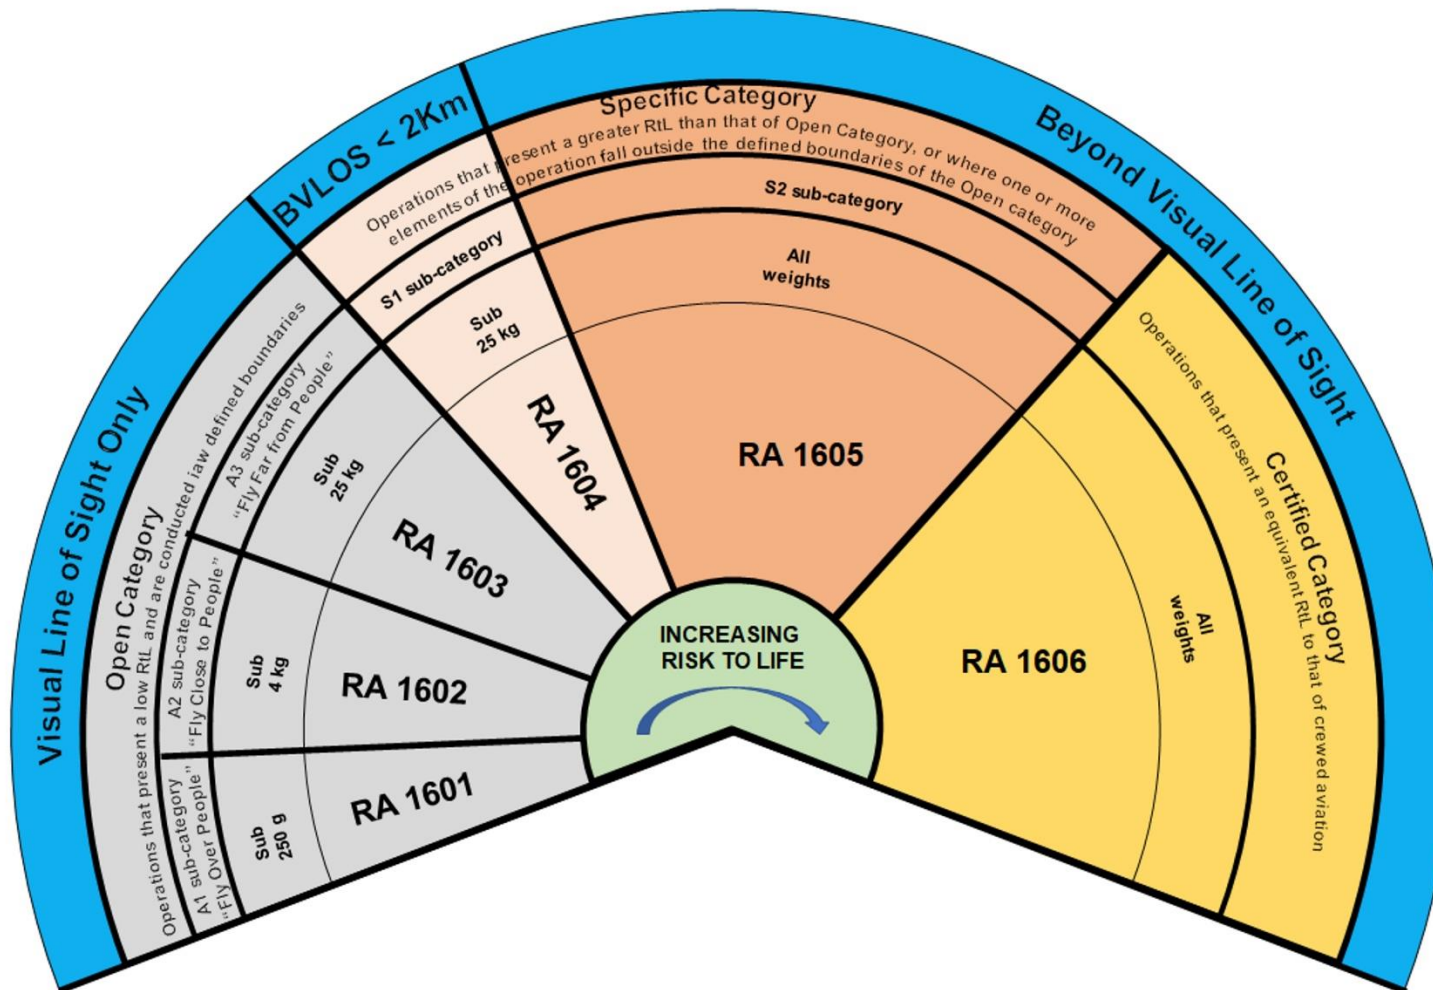 Visual Line of Sight Only
BVLOS < 2Km
Beyond Visual Line of Sight
Open Category
Operations that present a low RtL and are conducted iaw defined boundaries
A1 sub-category
"Fly Over People”
Sub
250 g
RA 1601
A2 sub-category
“Fly Close to People”
Sub
4 kg
RA 1602
A3 sub-category
“Fly Far from People”
Sub
25 kg
RA 1603
Specific Category
Operations that present a greater RtL than that of Open Category, or where one or more
elements of the operation fall outside the defined boundaries of the Open category
S1 sub-category
Sub
25 kg
RA 1604
S2 sub-category
All
weights
RA 1605
Certified Category
Operations that present an equivalent RtL to that of crewed aviation
All
weights
RA 1606
INCREASING
RISK TO LIFE